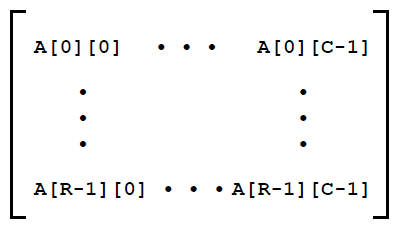 A[0][0] • • • A[0][C-1]
• •
• •
• •
A[R-1][0] • • • A[R-1][C-1]